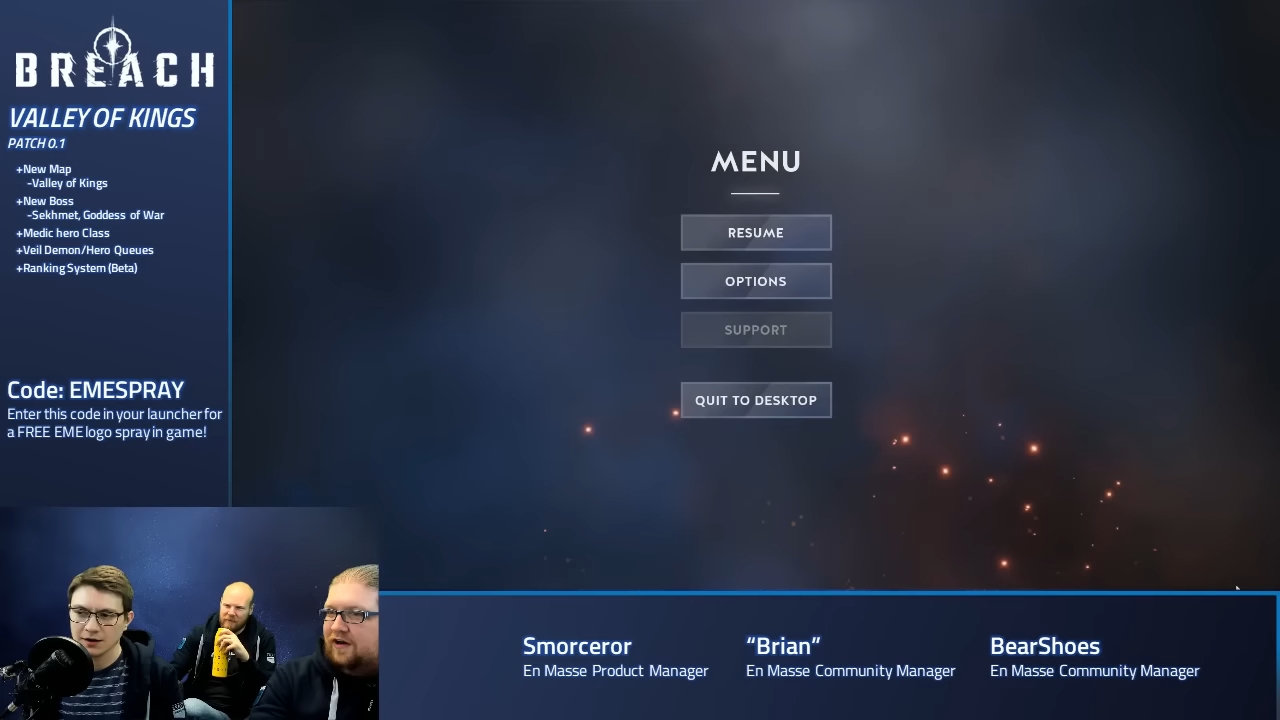 BREACH
VALLEY OF KINGS
PATCH 0.1
+New Map
-Valley of Kings
+New Boss
-Sekhmet, Goddess of War
+Medic hero Class
+Veil Demon/Hero Queues
+Ranking System (Beta)
Code: EMESPRAY
Enter this code in your launcher for
a FREE EME logo spray in game!
MENU
RESUME
OPTIONS
SUPPORT
QUIT TO DESKTOP
Smorceror
En Masse Product Manager
“Brian”
En Masse Community Manager
BearShoes
En Masse Community Manager